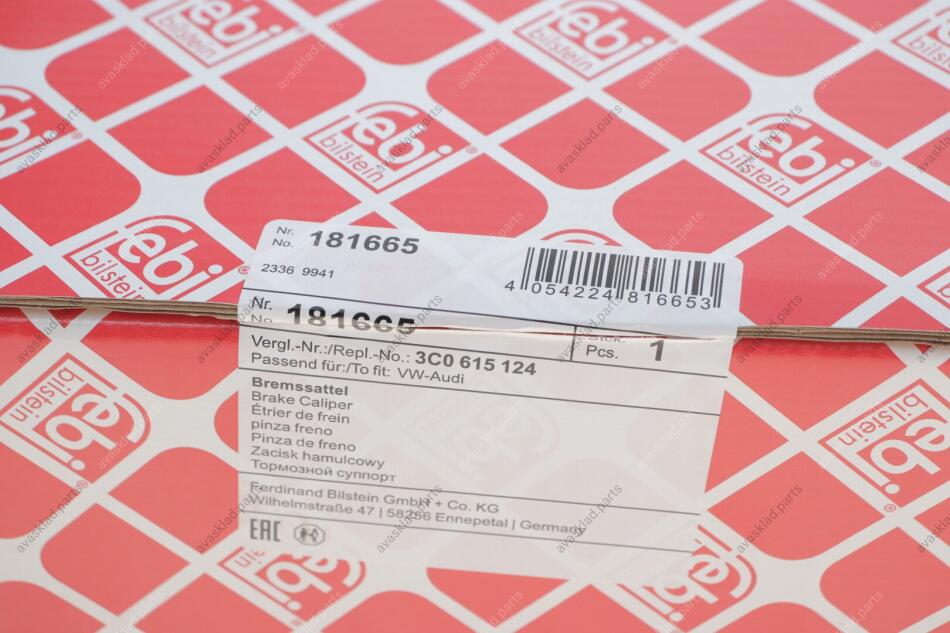 febi
bilstein
Nr.
No. 181665
2336 9941
4 054224 816653
Nr.
No. 181665
Pcs. 1
Vergl.-Nr.:/Repl.-No.: 3C0 615 124
Passend für:/To fit: VW-Audi
Bremssattel
Brake Caliper
Étrier de frein
pinza freno
Pinza de freno
Zacisk hamulcowy
Тормозной суппорт
Ferdinand Bilstein GmbH + Co. KG
Wilhelmstraße 47 | 58256 Ennepetal | Germany
EAC
avasklad.parts